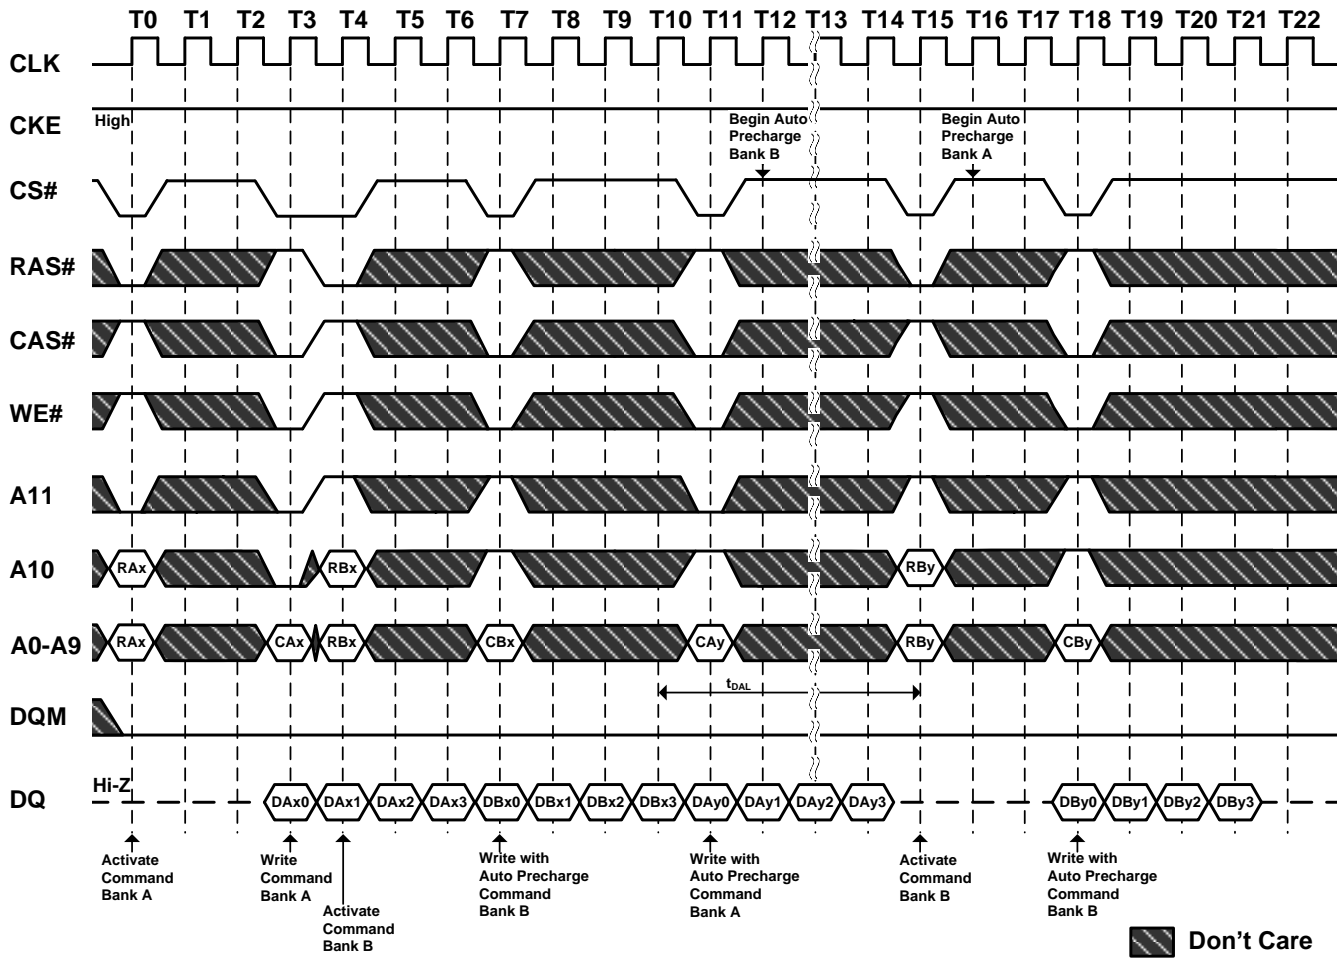 T0 T1 T2 T3 T4 T5 T6 T7 T8 T9 T10 T11 T12 T13 T14 T15 T16 T17 T18 T19 T20 T21 T22
CLK
CKE
High
Begin Auto
Precharge
Bank B
Begin Auto
Precharge
Bank A
CS#
RAS#
CAS#
WE#
A11
A10
RAx RBx RBy
A0-A9
RAx CAx RBx CBx CAy RBy CBy
tDAL
DQM
DQ
Hi-Z
DAx0 DAx1 DAx2 DAx3 DBx0 DBx1 DBx2 DBx3 DAy0 DAy1 DAy2 DAy3 DBy0 DBy1 DBy2 DBy3
Activate
Command
Bank A
Write
Command
Bank A
Activate
Command
Bank B
Write with
Auto Precharge
Command
Bank B
Write with
Auto Precharge
Command
Bank A
Activate
Command
Bank B
Write with
Auto Precharge
Command
Bank B
Don't Care